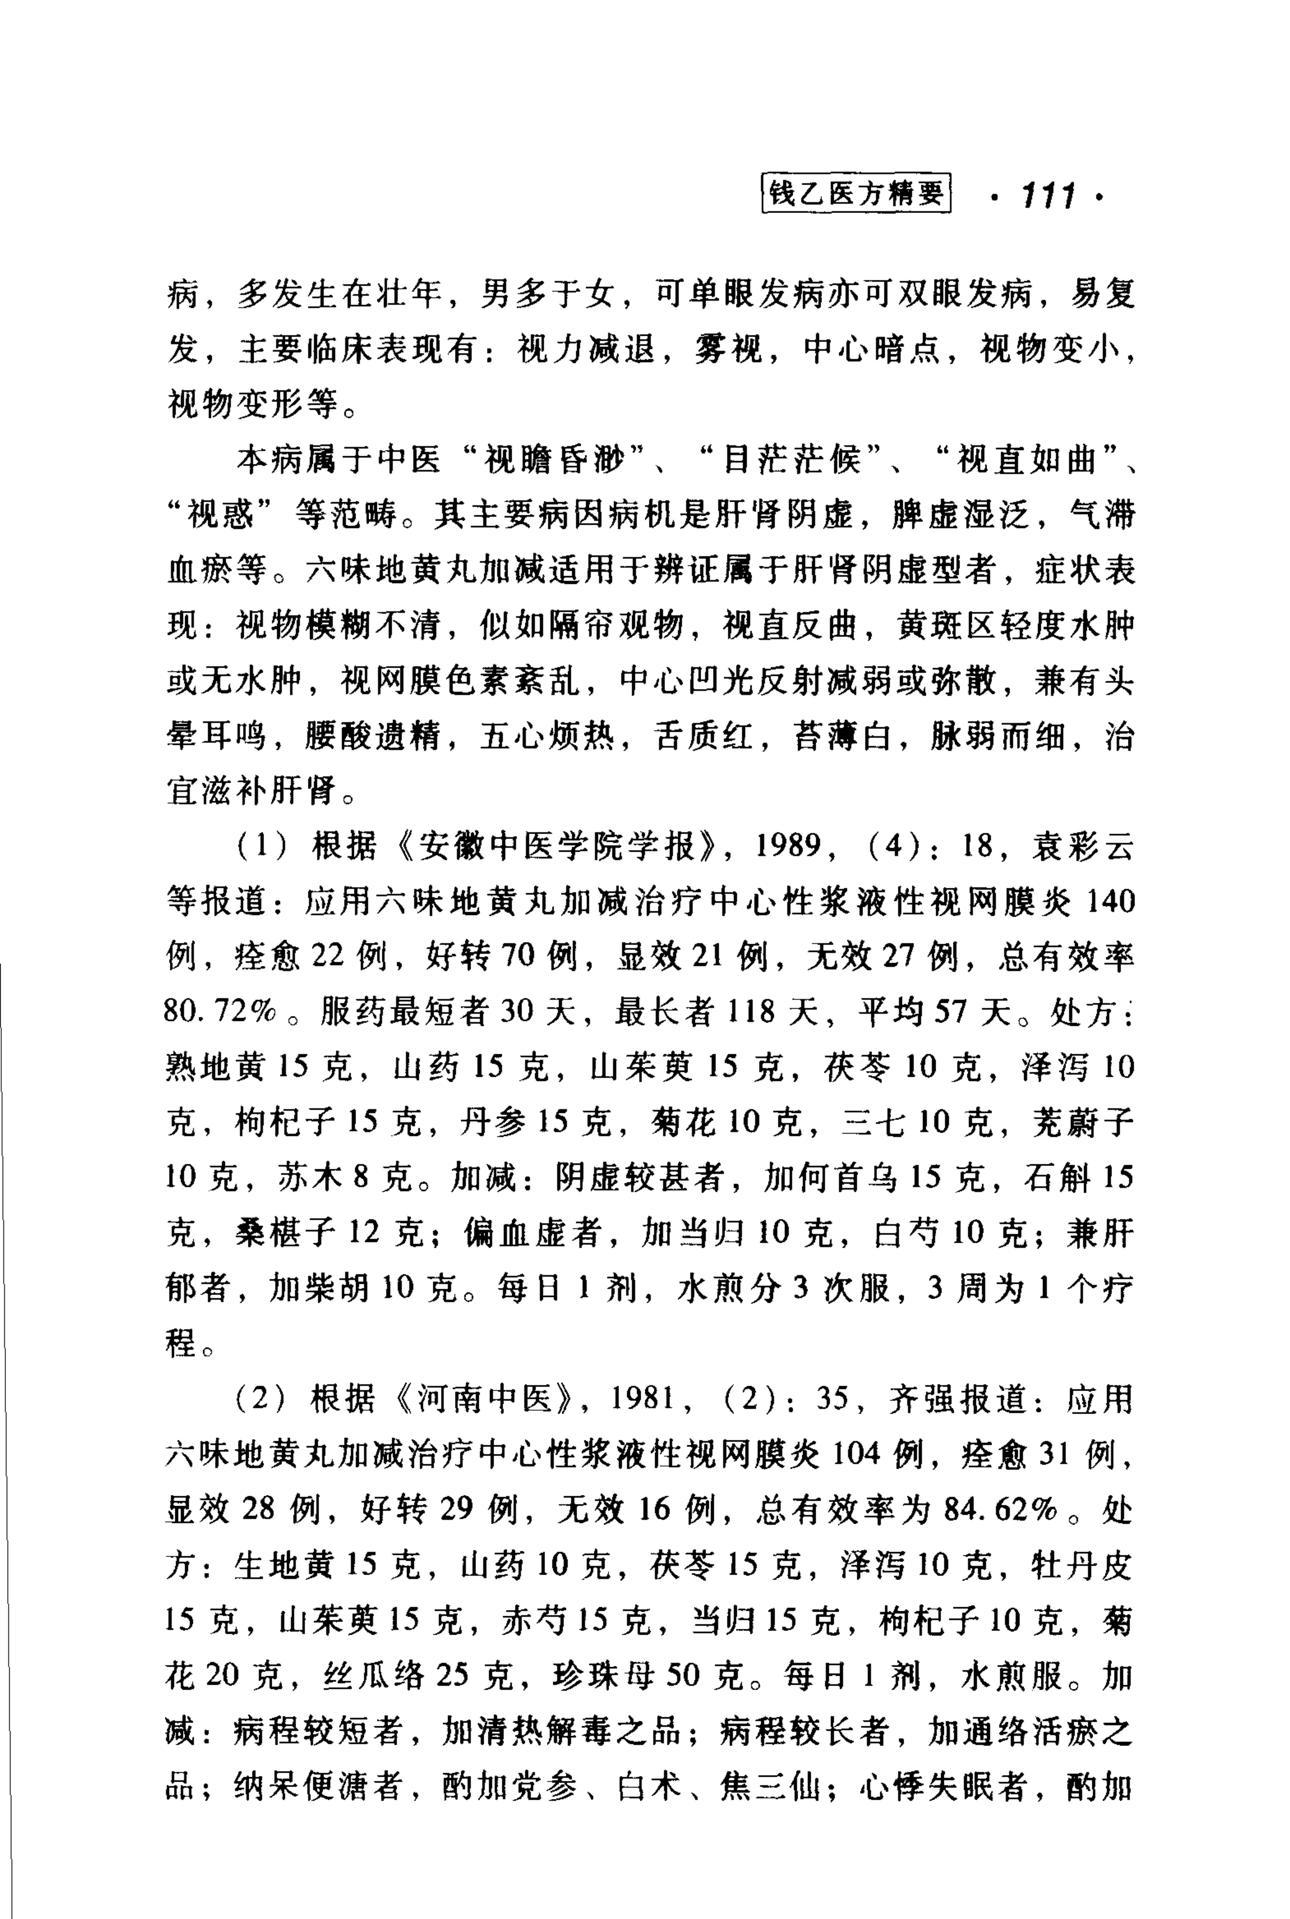 钱乙医方精要 · 111 ·
病，多发生在壮年，男多于女，可单眼发病亦可双眼发病，易复
发，主要临床表现有：视力减退，雾视，中心暗点，视物变小，
视物变形等。
本病属于中医“视瞻昏渺”、“目茫茫候”、“视直如曲”、
“视惑”等范畴。其主要病因病机是肝肾阴虚，脾虚湿泛，气滞
血瘀等。六味地黄丸加减适用于辨证属于肝肾阴虚型者，症状表
现：视物模糊不清，似如隔帘观物，视直反曲，黄斑区轻度水肿
或无水肿，视网膜色素紊乱，中心凹光反射减弱或弥散，兼有头
晕耳鸣，腰酸遗精，五心烦热，舌质红，苔薄白，脉弱而细，治
宜滋补肝肾。
(1) 根据《安徽中医学院学报》，1989，(4)：18，袁彩云
等报道：应用六味地黄丸加减治疗中心性浆液性视网膜炎 140
例，痊愈 22 例，好转 70 例，显效 21 例，无效 27 例，总有效率
80.72%。服药最短者 30 天，最长者 118 天，平均 57 天。处方：
熟地黄 15 克，山药 15 克，山茱萸 15 克，茯苓 10 克，泽泻 10
克，枸杞子 15 克，丹参 15 克，菊花 10 克，三七 10 克，茺蔚子
10 克，苏木 8 克。加减：阴虚较甚者，加何首乌 15 克，石斛 15
克，桑椹子 12 克；偏血虚者，加当归 10 克，白芍 10 克；兼肝
郁者，加柴胡 10 克。每日 1 剂，水煎分 3 次服，3 周为 1 个疗
程。
(2) 根据《河南中医》，1981，(2)：35，齐强报道：应用
六味地黄丸加减治疗中心性浆液性视网膜炎 104 例，痊愈 31 例，
显效 28 例，好转 29 例，无效 16 例，总有效率为 84.62%。处
方：生地黄 15 克，山药 10 克，茯苓 15 克，泽泻 10 克，牡丹皮
15 克，山茱萸 15 克，赤芍 15 克，当归 15 克，枸杞子 10 克，菊
花 20 克，丝瓜络 25 克，珍珠母 50 克。每日 1 剂，水煎服。加
减：病程较短者，加清热解毒之品；病程较长者，加通络活瘀之
品；纳呆便溏者，酌加党参、白术、焦三仙；心悸失眠者，酌加